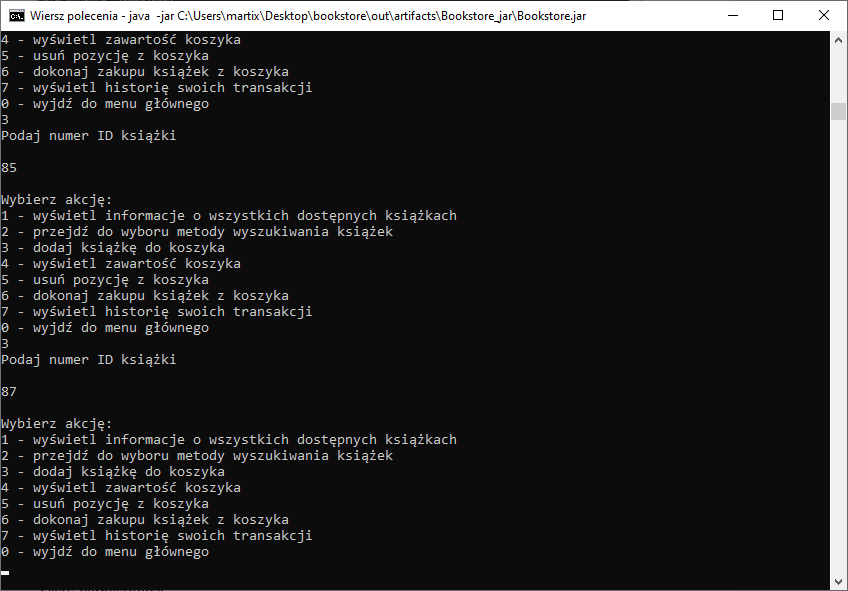 Wiersz polecenia - java -jar C:\Users\martix\Desktop\bookstore\out\artifacts\Bookstore_jar\Bookstore.jar
4 - wyświetl zawartość koszyka
5 - usuń pozycję z koszyka
6 - dokonaj zakupu książek z koszyka
7 - wyświetl historię swoich transakcji
0 - wyjdź do menu głównego
3
Podaj numer ID książki
85
Wybierz akcję:
1 - wyświetl informacje o wszystkich dostępnych książkach
2 - przejdź do wyboru metody wyszukiwania książek
3 - dodaj książkę do koszyka
4 - wyświetl zawartość koszyka
5 - usuń pozycję z koszyka
6 - dokonaj zakupu książek z koszyka
7 - wyświetl historię swoich transakcji
0 - wyjdź do menu głównego
3
Podaj numer ID książki
87
Wybierz akcję:
1 - wyświetl informacje o wszystkich dostępnych książkach
2 - przejdź do wyboru metody wyszukiwania książek
3 - dodaj książkę do koszyka
4 - wyświetl zawartość koszyka
5 - usuń pozycję z koszyka
6 - dokonaj zakupu książek z koszyka
7 - wyświetl historię swoich transakcji
0 - wyjdź do menu głównego